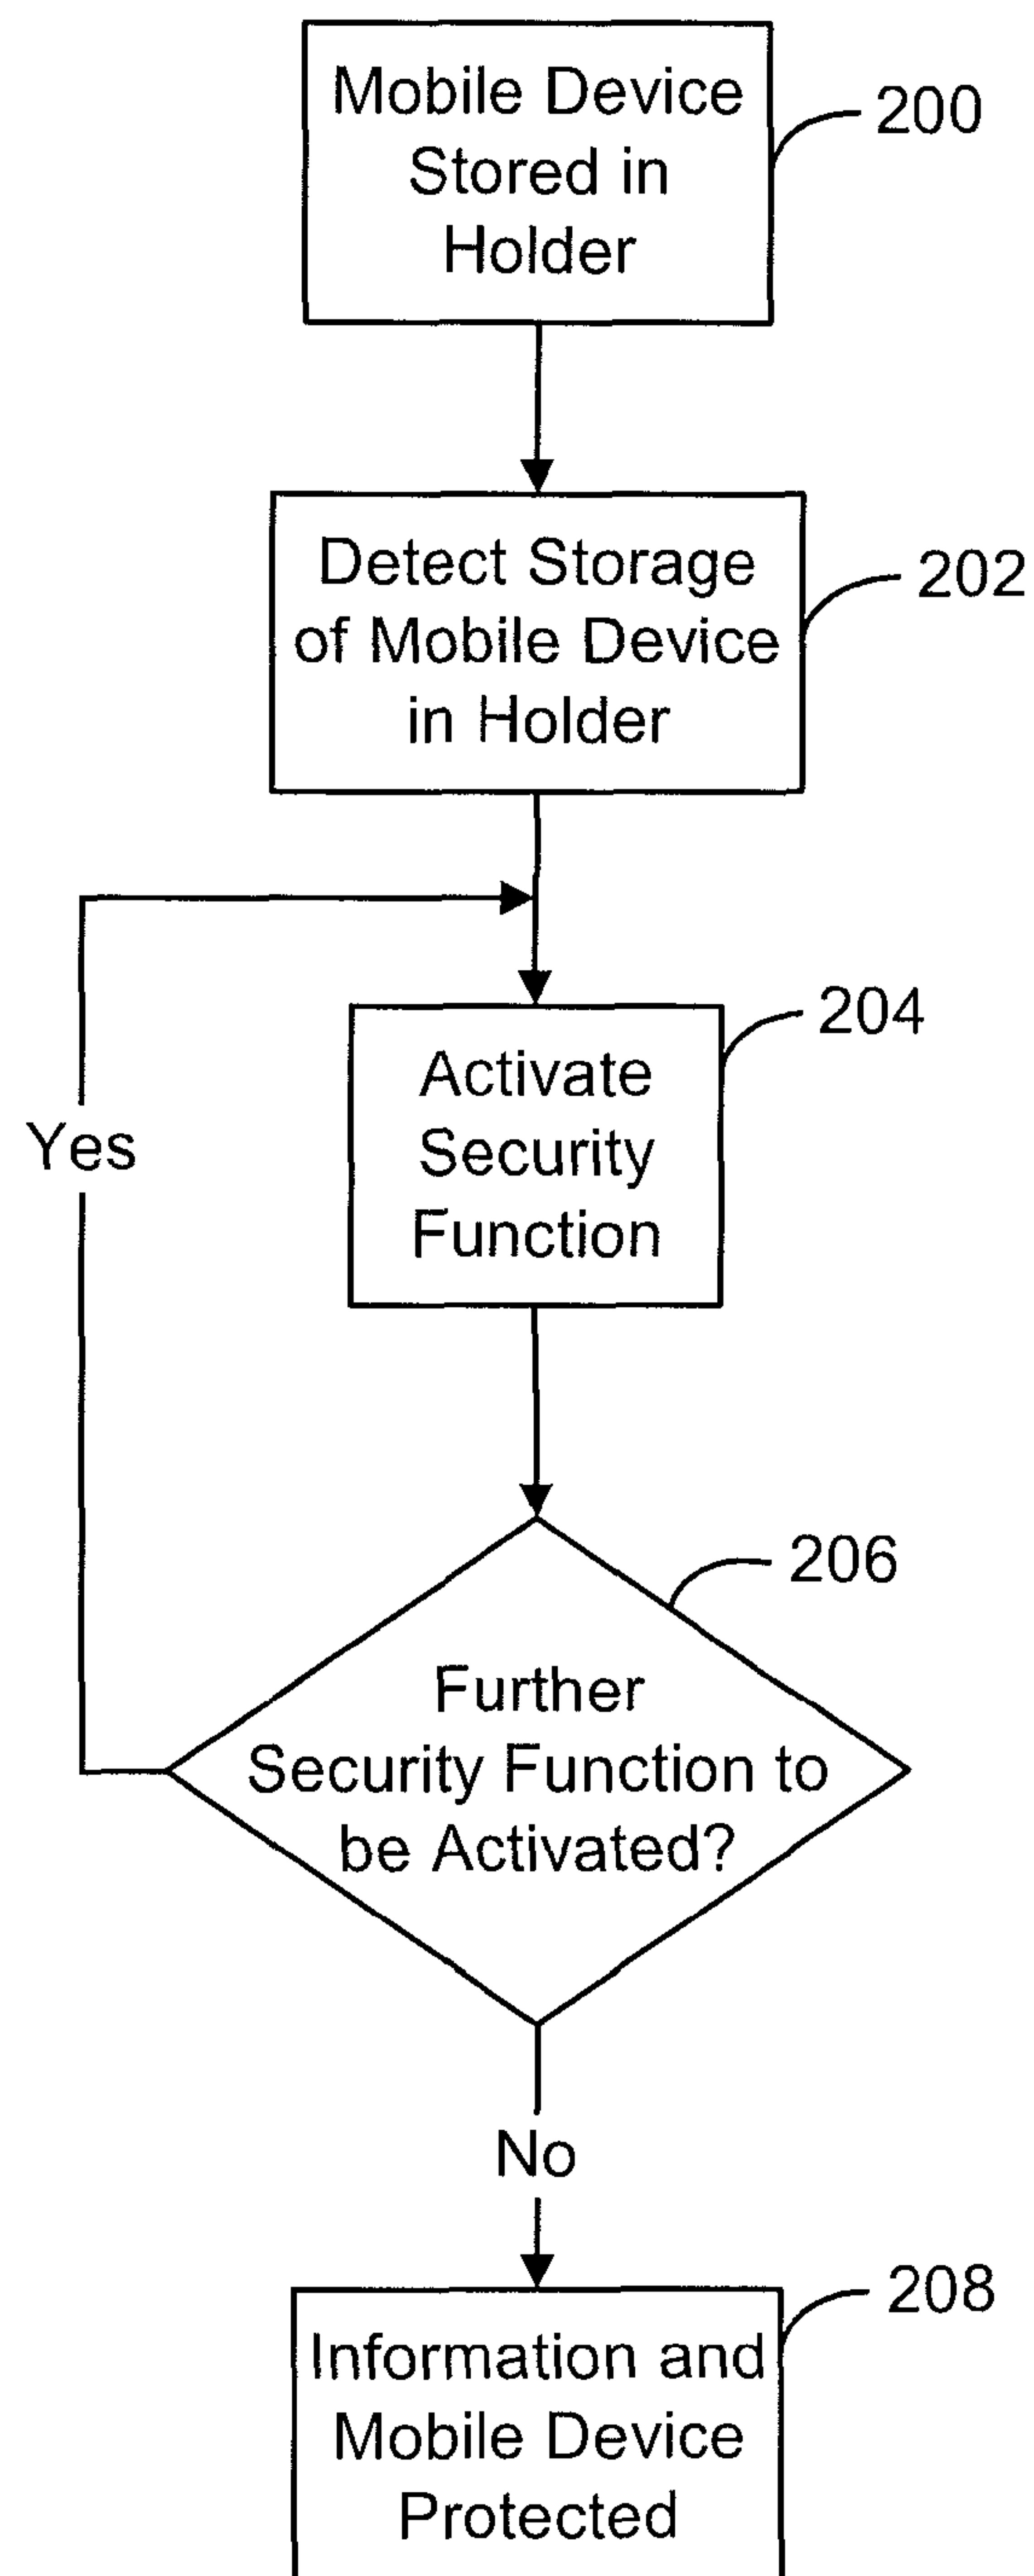 Mobile Device
Stored in
Holder
200
Detect Storage
of Mobile Device
in Holder
202
Activate
Security
Function
204
Yes
Further
Security Function to
be Activated?
206
No
Information and
Mobile Device
Protected
208